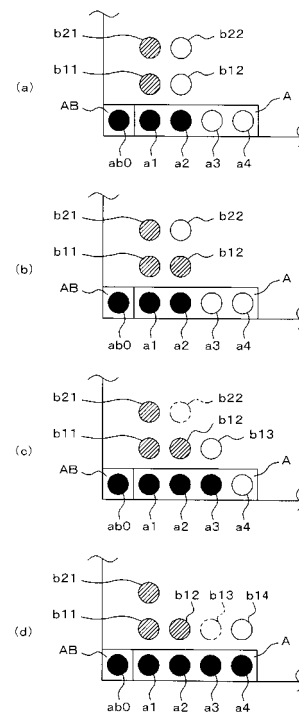 b21 b22
b11 b12
(a)
AB A
ab0 a1 a2 a3 a4
b21 b22
b11 b12
(b)
AB A
ab0 a1 a2 a3 a4
b21 b22
b12
b11 b13
(c)
AB A
ab0 a1 a2 a3 a4
b21
b11 b12 b13 b14
(d)
AB A
ab0 a1 a2 a3 a4